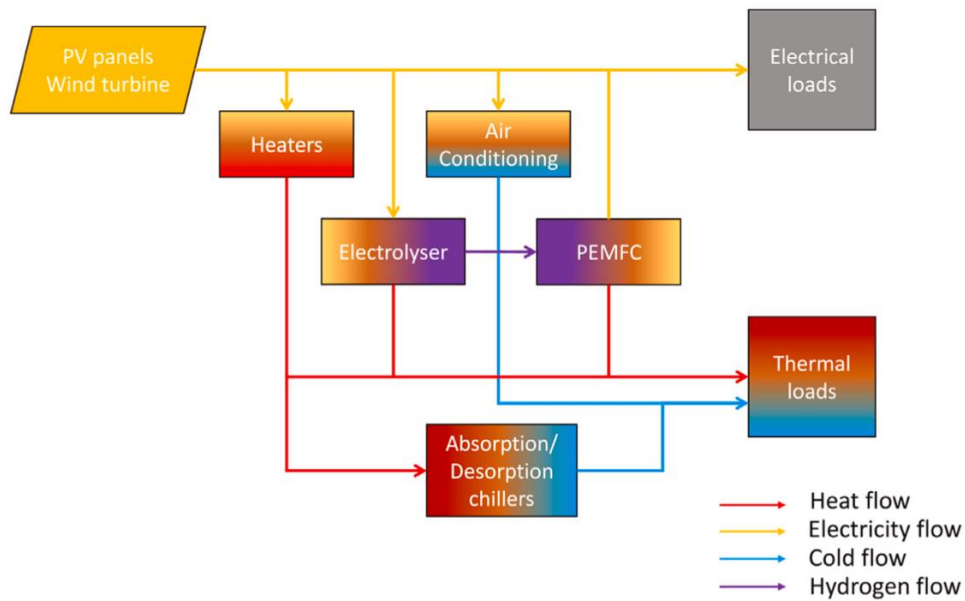 PV panels
Wind turbine
Electrical
loads
Heaters
Air
Conditioning
Electrolyser
PEMFC
Thermal
loads
Absorption/
Desorption
chillers
Heat flow
Electricity flow
Cold flow
Hydrogen flow